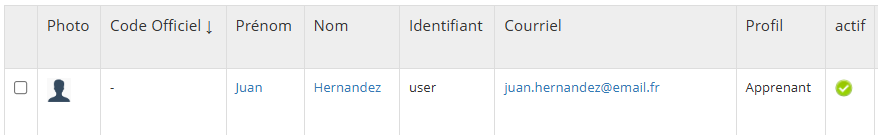 Photo Code Officiel ↓ Prénom Nom Identifiant Courriel Profil actif
- Juan Hernandez user juan.hernandez@email.fr Apprenant